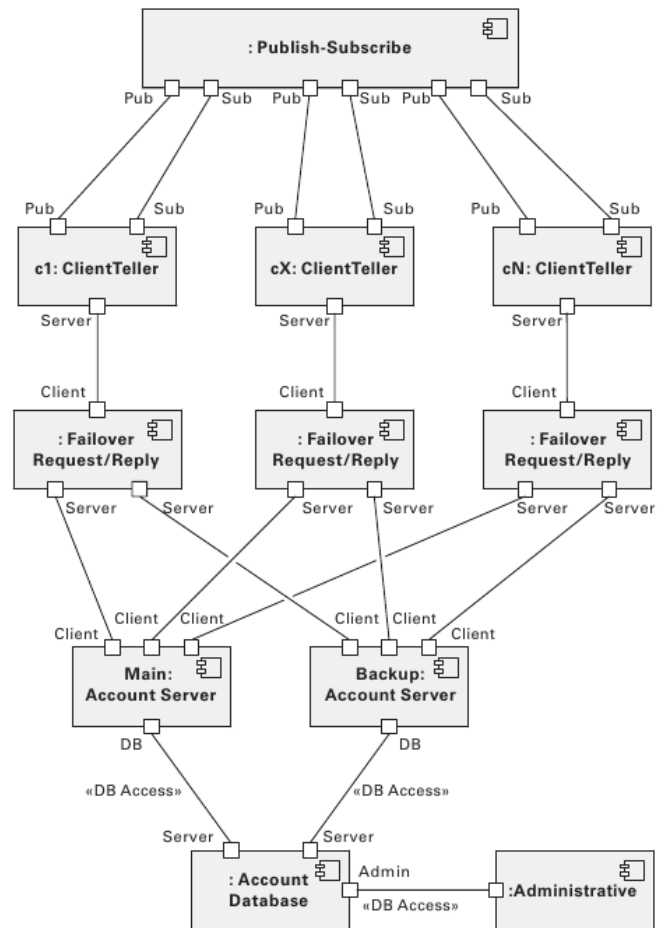 : Publish-Subscribe
Pub
Sub
Pub
Sub
Pub
Sub
Pub
Sub
Pub
Sub
Pub
Sub
c1: ClientTeller
cX: ClientTeller
cN: ClientTeller
Server
Server
Server
Client
Client
Client
: Failover
Request/Reply
: Failover
Request/Reply
: Failover
Request/Reply
Server
Server
Server
Server
Server
Server
Client
Client
Client
Client
Client
Client
Main:
Account Server
Backup:
Account Server
DB
DB
«DB Access»
«DB Access»
Server
Server
: Account
Database
Admin
«DB Access»
:Administrative